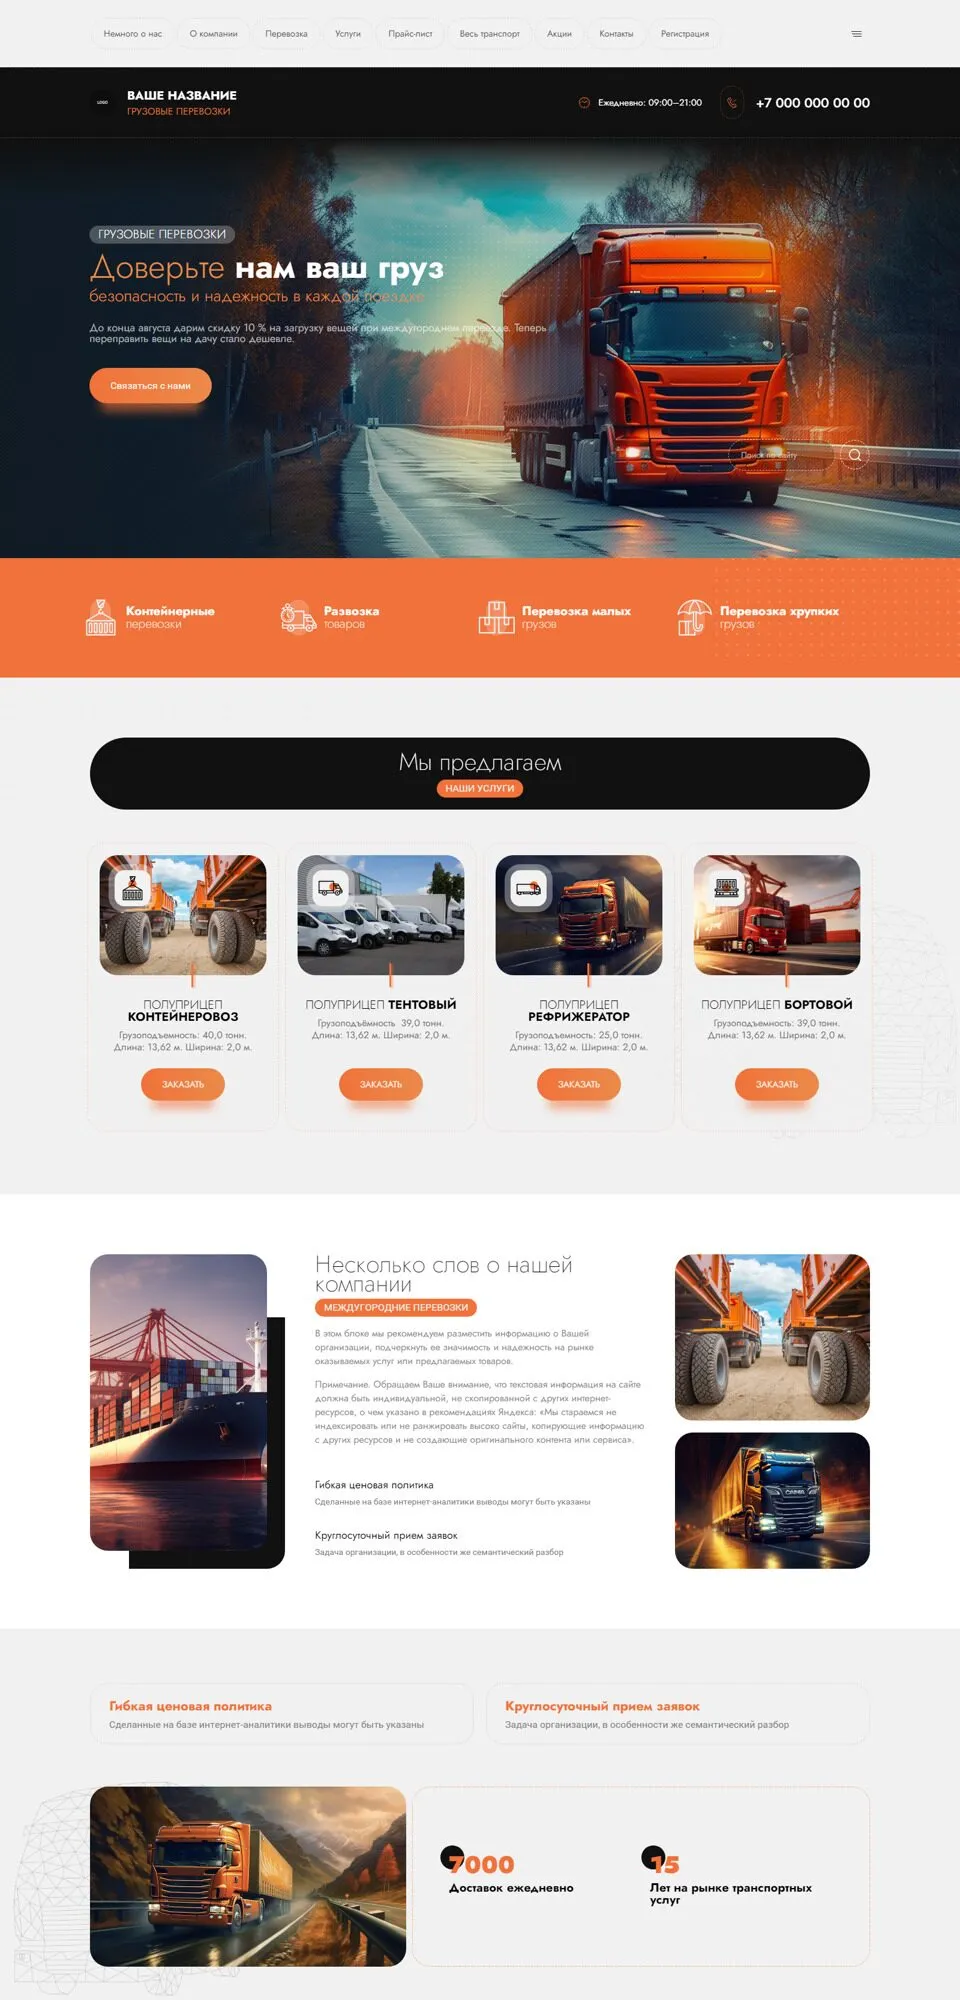 Немного о нас
О компании
Перевозка
Услуги
Прайс-лист
Весь транспорт
Акции
Контакты
Регистрация
LOGO
ВАШЕ НАЗВАНИЕ
ГРУЗОВЫЕ ПЕРЕВОЗКИ
Ежедневно: 09:00–21:00
+7 000 000 00 00
ГРУЗОВЫЕ ПЕРЕВОЗКИ
Доверьте нам ваш груз
безопасность и надежность в каждой поездке
До конца августа дарим скидку 10 % на загрузку вещей при междугороднем переезде. Теперь
переправить вещи на дачу стало дешевле.
Связаться с нами
Поиск по сайту
Контейнерные
перевозки
Развозка
товаров
Перевозка малых
грузов
Перевозка хрупких
грузов
Мы предлагаем
НАШИ УСЛУГИ
ПОЛУПРИЦЕП
КОНТЕЙНЕРОВОЗ
Грузоподъемность: 40,0 тонн.
Длина: 13,62 м. Ширина: 2,0 м.
ЗАКАЗАТЬ
ПОЛУПРИЦЕП ТЕНТОВЫЙ
Грузоподъёмность 39,0 тонн.
Длина: 13,62 м. Ширина: 2,0 м.
ЗАКАЗАТЬ
ПОЛУПРИЦЕП
РЕФРИЖЕРАТОР
Грузоподъемность: 25,0 тонн.
Длина: 13,62 м. Ширина: 2,0 м.
ЗАКАЗАТЬ
ПОЛУПРИЦЕП БОРТОВОЙ
Грузоподъемность: 39,0 тонн.
Длина: 13,62 м. Ширина: 2,0 м.
ЗАКАЗАТЬ
Несколько слов о нашей
компании
МЕЖДУГОРОДНИЕ ПЕРЕВОЗКИ
В этом блоке мы рекомендуем разместить информацию о Вашей
организации, подчеркнуть ее значимость и надежность на рынке
оказываемых услуг или предлагаемых товаров.
Примечание. Обращаем Ваше внимание, что текстовая информация на сайте
должна быть индивидуальной, не скопированной с других интернет-
ресурсов, о чем указано в рекомендациях Яндекса: «Мы стараемся не
индексировать или не ранжировать высоко сайты, копирующие информацию
с других ресурсов и не создающие оригинального контента или сервиса».
Гибкая ценовая политика
Сделанные на базе интернет-аналитики выводы могут быть указаны
Круглосуточный прием заявок
Задача организации, в особенности же семантический разбор
Гибкая ценовая политика
Сделанные на базе интернет-аналитики выводы могут быть указаны
Круглосуточный прием заявок
Задача организации, в особенности же семантический разбор
7000
Доставок ежедневно
15
Лет на рынке транспортных
услуг